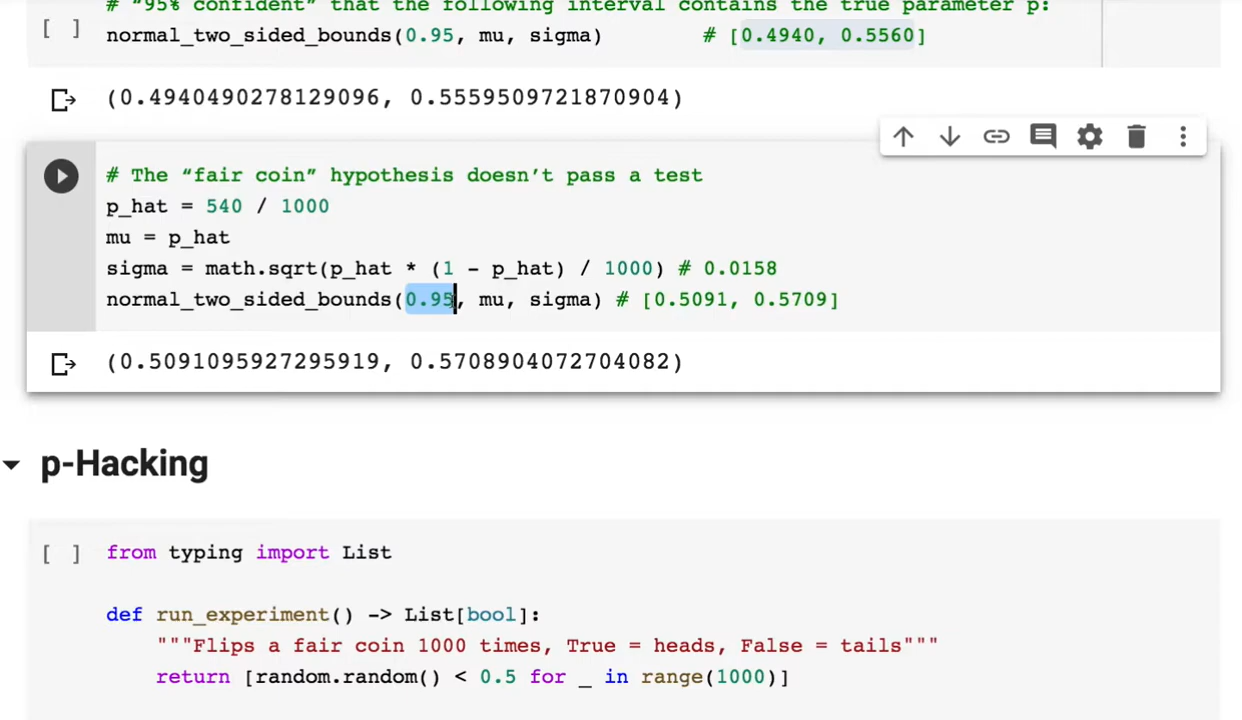 # “95% confident” that the following interval contains the true parameter p:
[ ] normal_two_sided_bounds(0.95, mu, sigma) # [0.4940, 0.5560]
(0.4940490278129096, 0.5559509721870904)
# The “fair coin” hypothesis doesn’t pass a test
p_hat = 540 / 1000
mu = p_hat
sigma = math.sqrt(p_hat * (1 - p_hat) / 1000) # 0.0158
normal_two_sided_bounds(0.95, mu, sigma) # [0.5091, 0.5709]
(0.5091095927295919, 0.5708904072704082)
p-Hacking
[ ] from typing import List
def run_experiment() -> List[bool]:
"""Flips a fair coin 1000 times, True = heads, False = tails"""
return [random.random() < 0.5 for _ in range(1000)]